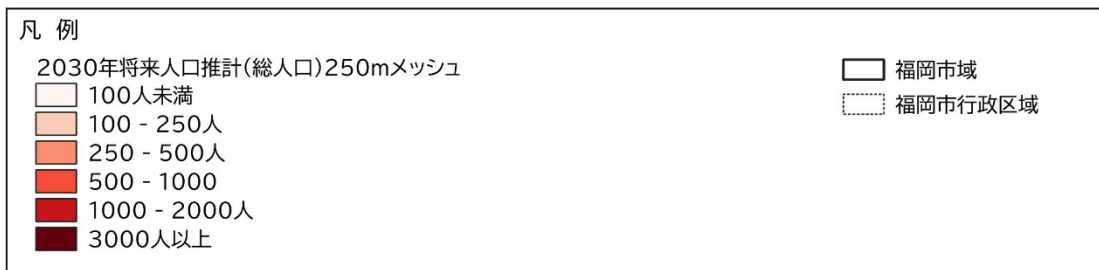 凡 例
2030年将来人口推計(総人口)250mメッシュ
100人未満
100 - 250人
250 - 500人
500 - 1000
1000 - 2000人
3000人以上
福岡市域
福岡市行政区域